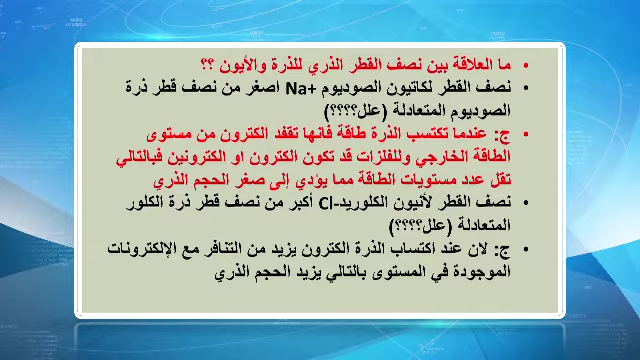 ما العلاقة بين نصف القطر الذري للذرة والأيون ؟؟
نصف القطر لكاتيون الصوديوم Na+ أصغر من نصف قطر ذرة
الصوديوم المتعادلة (علل؟؟؟؟)
ج: عندما تكتسب الذرة طاقة فانها تفقد الكترون من مستوى
الطاقة الخارجي وللفلزات قد تكون الكترون او الكترونين فبالتالي
تقل عدد مستويات الطاقة مما يؤدي إلى صغر الحجم الذري
نصف القطر لأنيون الكلوريد-Cl أكبر من نصف قطر ذرة الكلور
المتعادلة (علل؟؟؟؟)
ج: لان عند اكتساب الذرة الكترون يزيد من التنافر مع الإلكترونات
الموجودة في المستوى بالتالي يزيد الحجم الذري